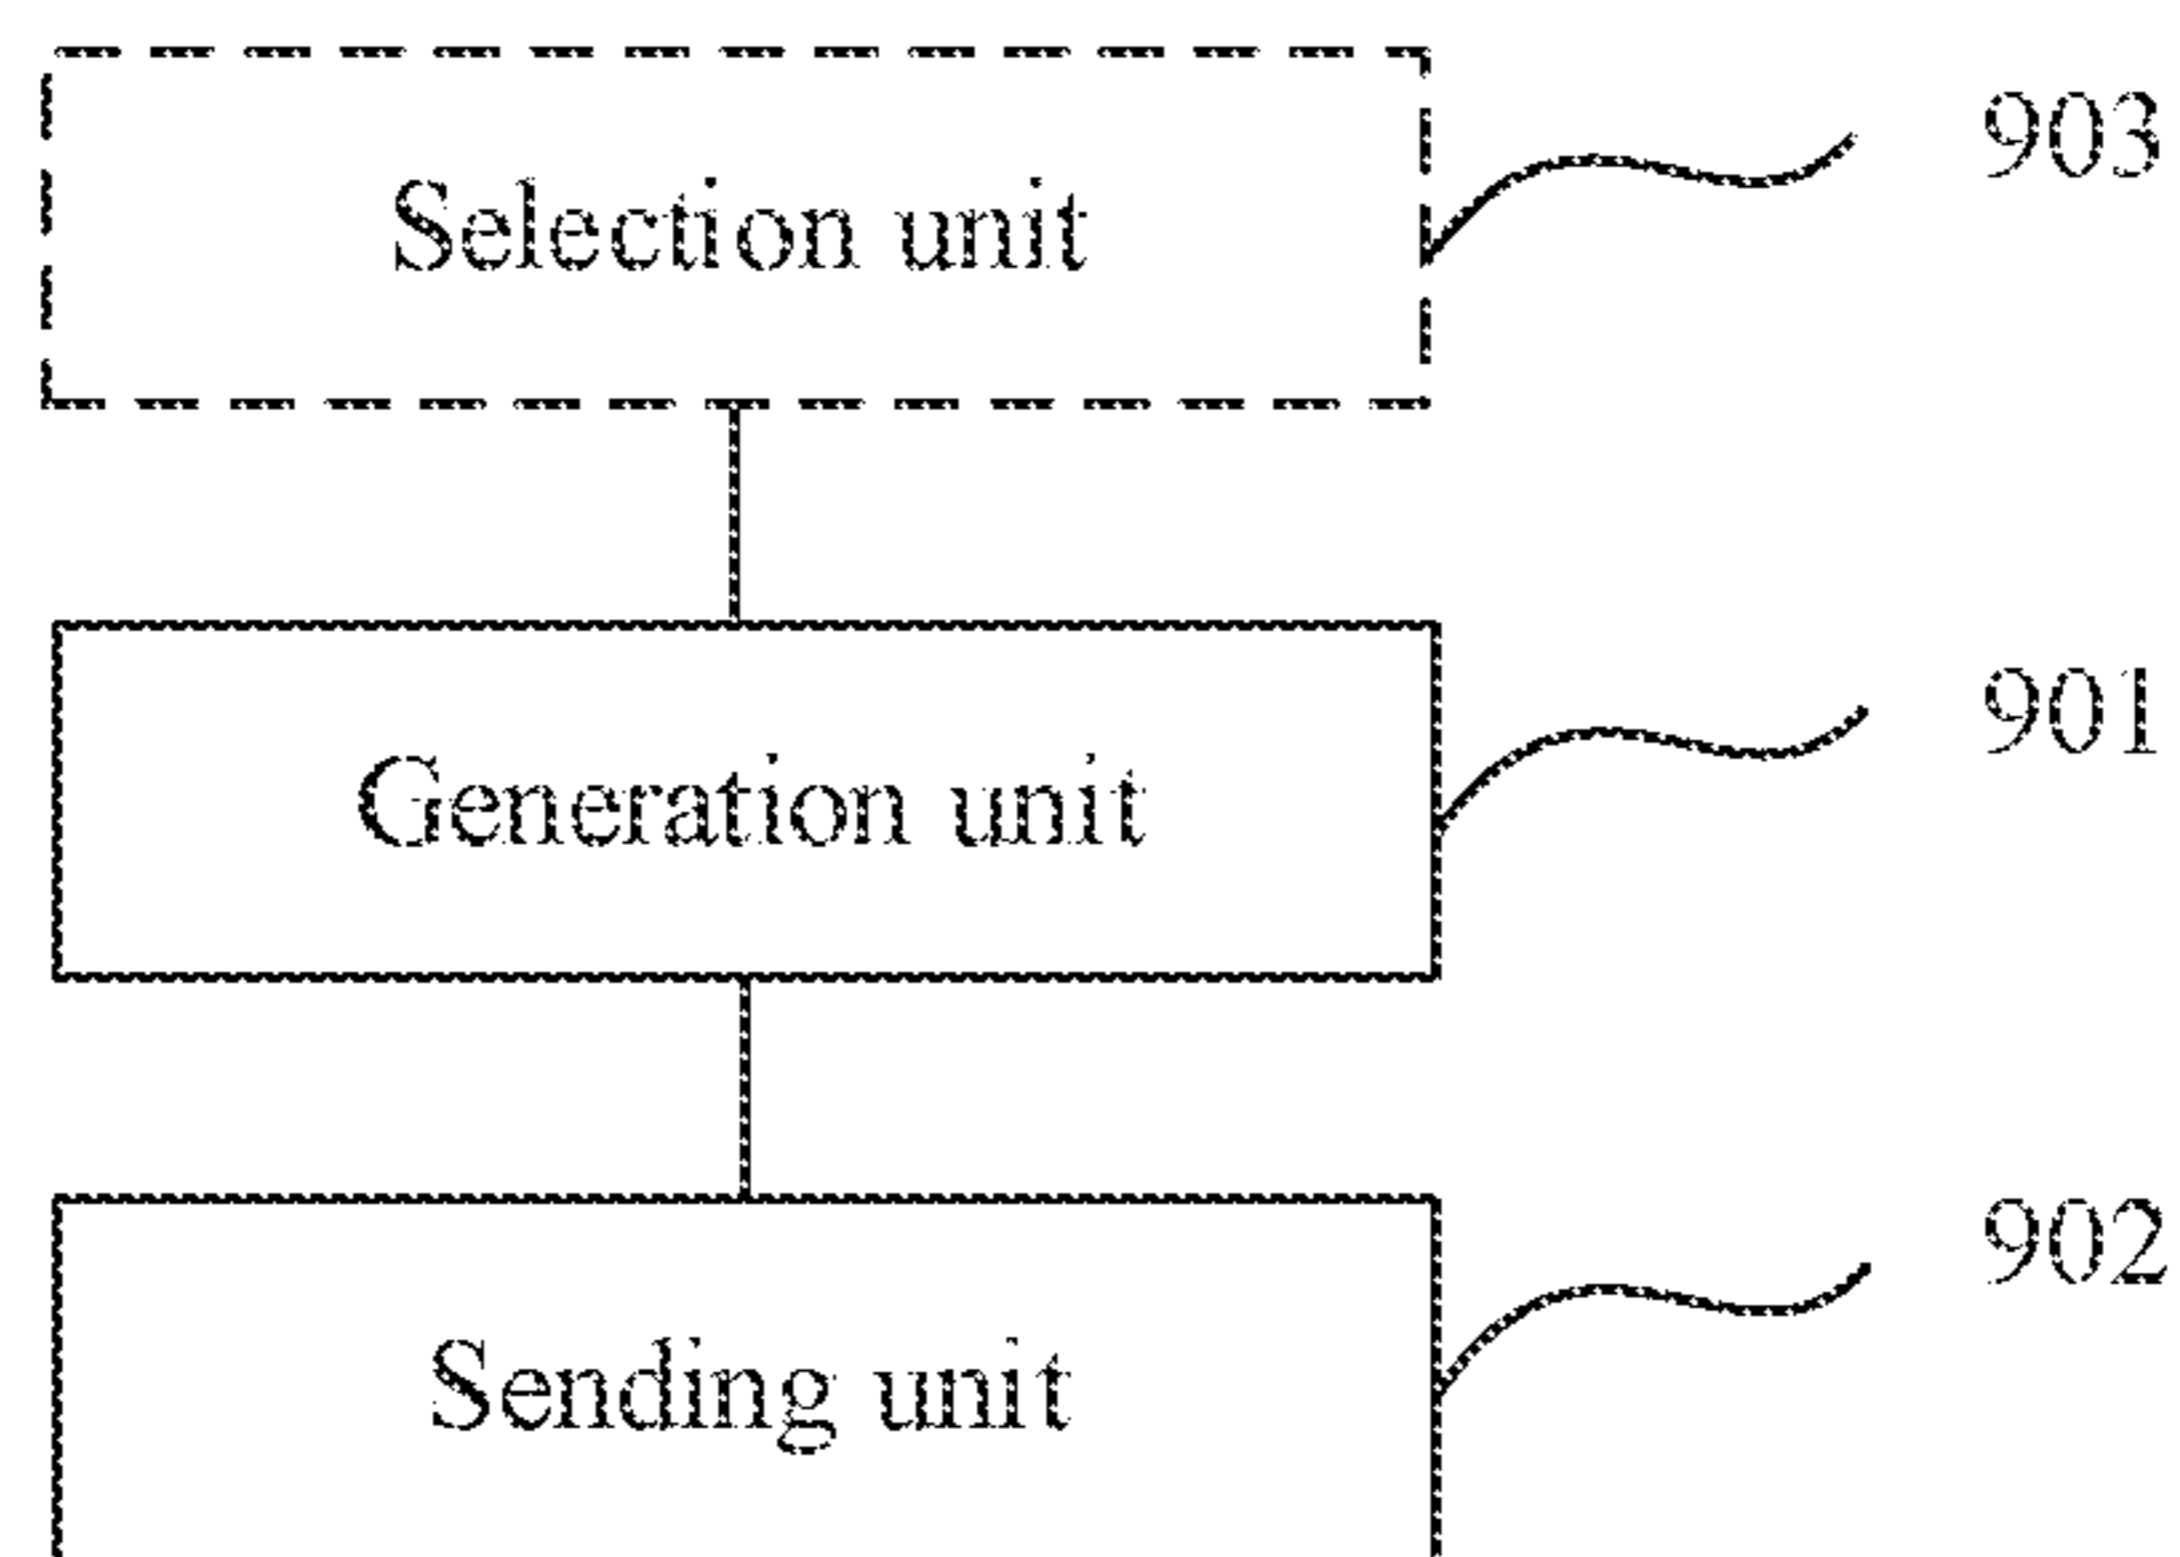 Selection unit
903
Generation unit
901
Sending unit
902